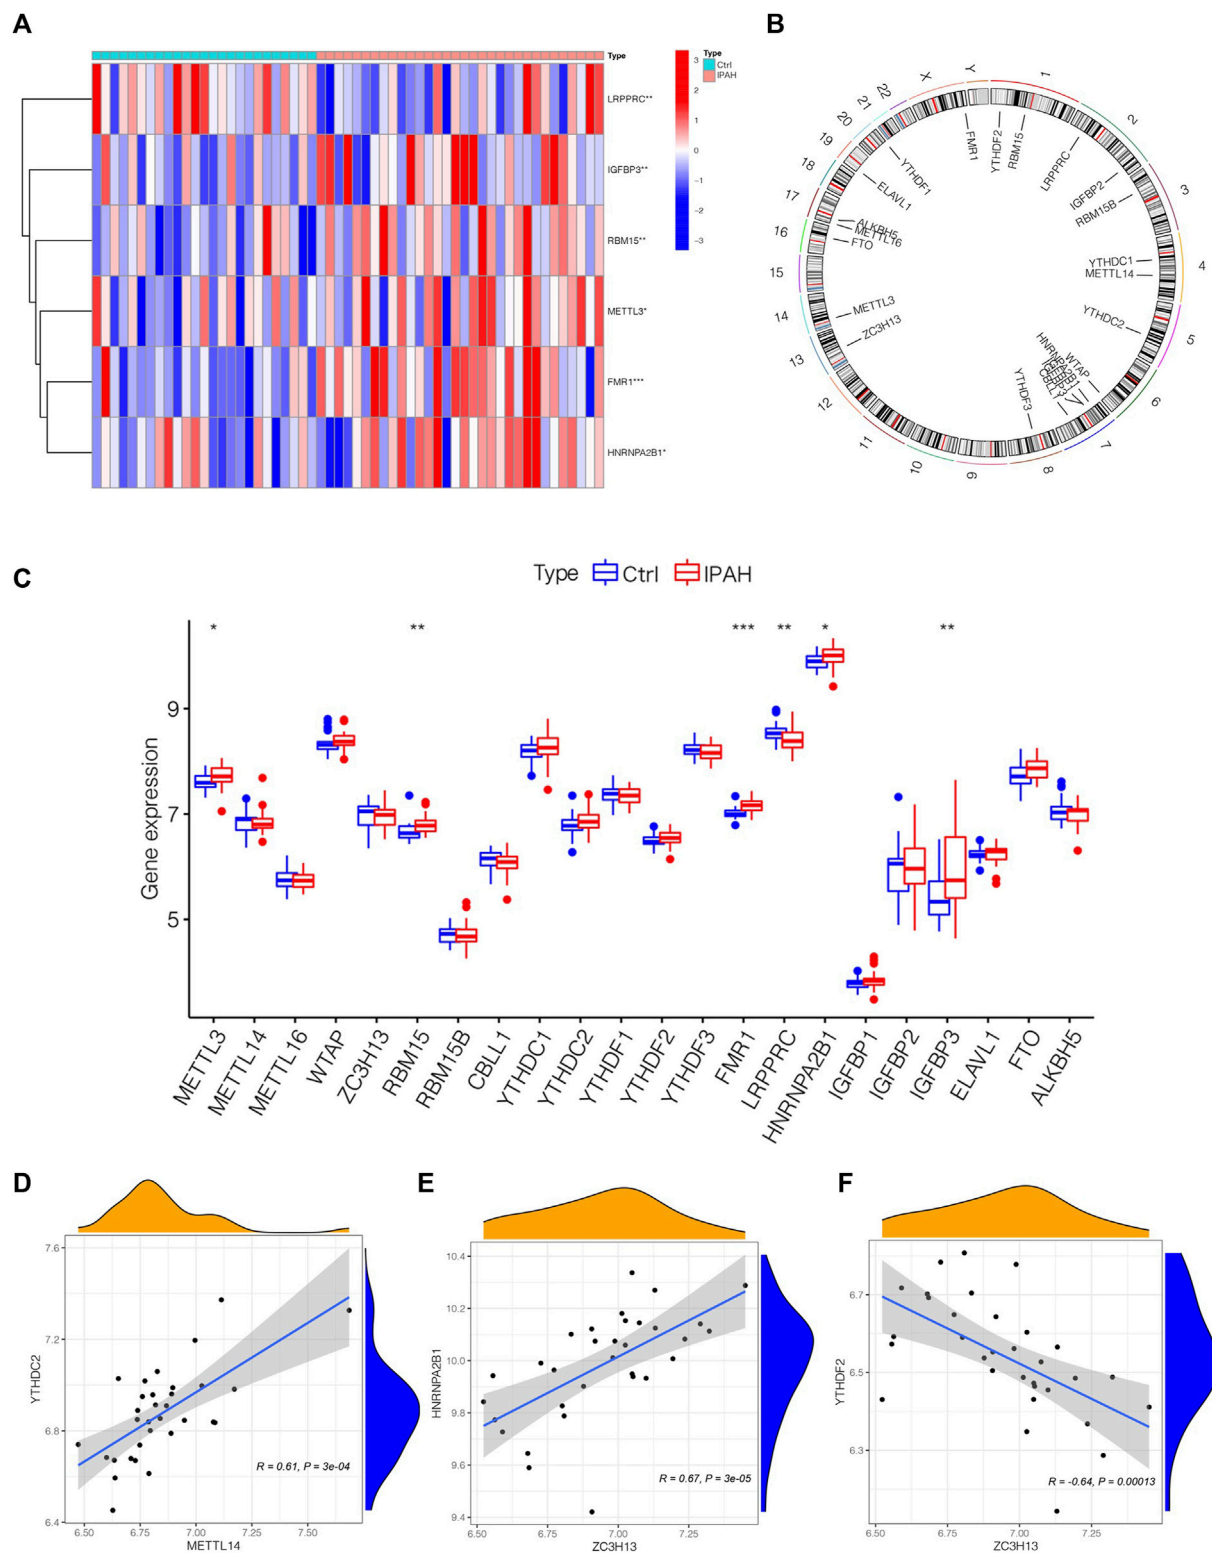 A
Type
Ctrl
IPAH
3
2
1
0
−1
−2
−3
Type
LRPPRC**
IGFBP3**
RBM15**
METTL3*
FMR1***
HNRNPA2B1*
B
1
2
3
4
5
6
7
8
9
10
11
12
13
14
15
16
17
18
19
20
21
22
X
Y
FMR1
YTHDF2
RBM15
LRPPRC
IGFBP2
RBM15B
YTHDC1
METTL14
YTHDC2
WTAP
HNRNPA2B1
YTHDF3
ZC3H13
METTL3
FTO
METTL16
ALKBH5
ELAVL1
YTHDF1
C
Type Ctrl IPAH
* ** *** ** * **
Gene expression
9
7
5
METTL3
METTL14
METTL16
WTAP
ZC3H13
RBM15
RBM15B
CBLL1
YTHDC1
YTHDC2
YTHDF1
YTHDF2
YTHDF3
FMR1
LRPPRC
HNRNPA2B1
IGFBP1
IGFBP2
IGFBP3
ELAVL1
FTO
ALKBH5
D
YTHDC2
7.6
7.2
6.8
6.4
R = 0.61, P = 3e-04
6.50 6.75 7.00 7.25 7.50
METTL14
E
HNRNPA2B1
10.4
10.2
10.0
9.8
9.6
9.4
R = 0.67, P = 3e-05
6.50 6.75 7.00 7.25
ZC3H13
F
YTHDF2
6.7
6.5
6.3
R = -0.64, P = 0.00013
6.50 6.75 7.00 7.25
ZC3H13